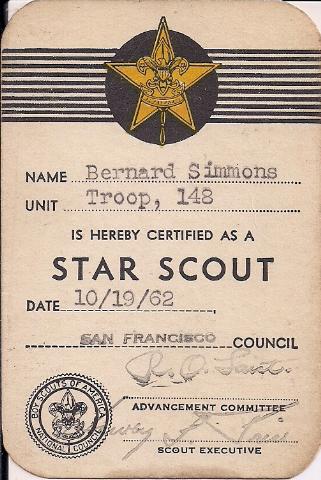 NAME Bernard Simmons
UNIT Troop, 148
IS HEREBY CERTIFIED AS A
STAR SCOUT
DATE 10/19/62
SAN FRANCISCO COUNCIL
R. O.
ADVANCEMENT COMMITTEE
BOY SCOUTS OF AMERICA
NATIONAL COUNCIL
SCOUT EXECUTIVE